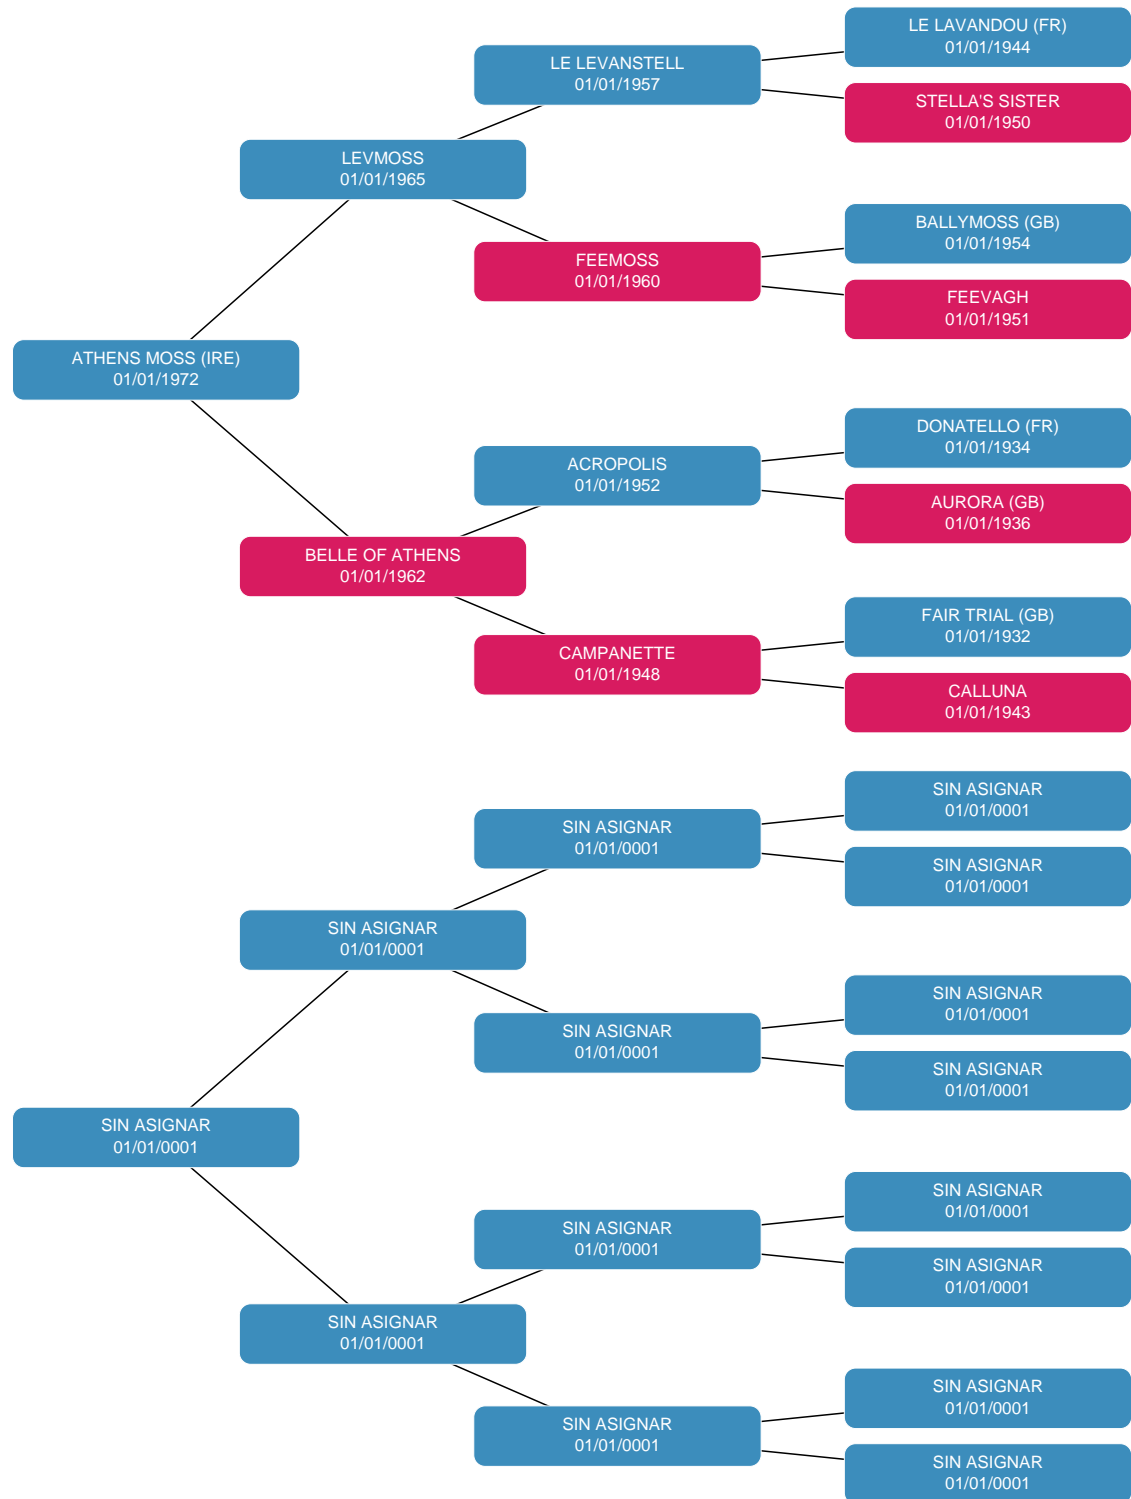 LE LAVANDOU (FR)
01/01/1944
LE LEVANSTELL
01/01/1957
STELLA'S SISTER
01/01/1950
LEVMOSS
01/01/1965
BALLYMOSS (GB)
01/01/1954
FEEMOSS
01/01/1960
FEEVAGH
01/01/1951
ATHENS MOSS (IRE)
01/01/1972
DONATELLO (FR)
01/01/1934
ACROPOLIS
01/01/1952
AURORA (GB)
01/01/1936
BELLE OF ATHENS
01/01/1962
FAIR TRIAL (GB)
01/01/1932
CAMPANETTE
01/01/1948
CALLUNA
01/01/1943
SIN ASIGNAR
01/01/0001
SIN ASIGNAR
01/01/0001
SIN ASIGNAR
01/01/0001
SIN ASIGNAR
01/01/0001
SIN ASIGNAR
01/01/0001
SIN ASIGNAR
01/01/0001
SIN ASIGNAR
01/01/0001
SIN ASIGNAR
01/01/0001
SIN ASIGNAR
01/01/0001
SIN ASIGNAR
01/01/0001
SIN ASIGNAR
01/01/0001
SIN ASIGNAR
01/01/0001
SIN ASIGNAR
01/01/0001
SIN ASIGNAR
01/01/0001
SIN ASIGNAR
01/01/0001